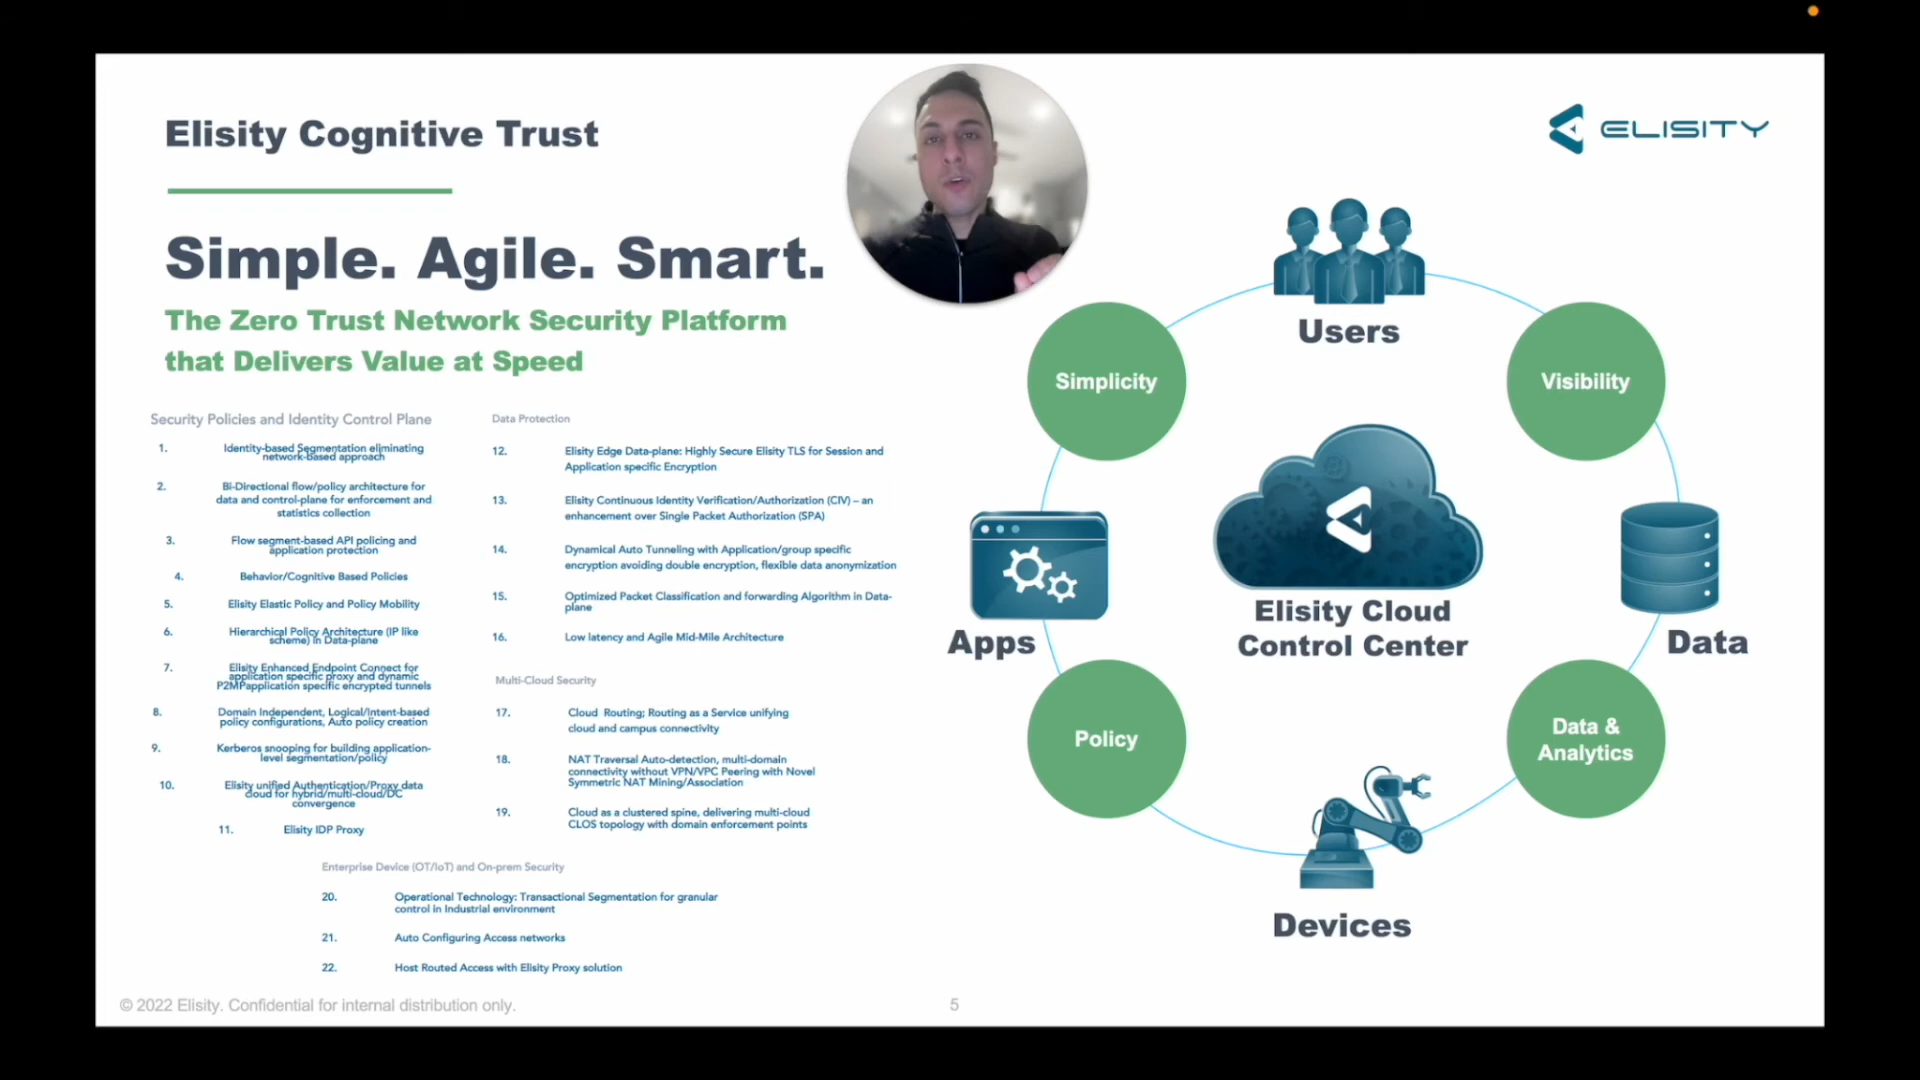 Elisity Cognitive Trust
ELISITY
Simple. Agile. Smart.
The Zero Trust Network Security Platform
that Delivers Value at Speed
Security Policies and Identity Control Plane
1. Identity-based Segmentation eliminating
network-based approach
2. Bi-Directional flow/policy architecture for
data and control-plane for enforcement and
statistics collection
3. Flow segment-based API policing and
application protection
4. Behavior/Cognitive Based Policies
5. Elisity Elastic Policy and Policy Mobility
6. Hierarchical Policy Architecture (IP like
scheme) in Data-plane
7. Elisity Enhanced Endpoint Connect for
application specific proxy and dynamic
P2MPapplication specific encrypted tunnels
8. Domain Independent, Logical/Intent-based
policy configurations, Auto policy creation
9. Kerberos snooping for building application-
level segmentation/policy
10. Elisity unified Authentication/Proxy data
cloud for hybrid/multi-cloud/DC
convergence
11. Elisity IDP Proxy
Data Protection
12. Elisity Edge Data-plane: Highly Secure Elisity TLS for Session and
Application specific Encryption
13. Elisity Continuous Identity Verification/Authorization (CIV) – an
enhancement over Single Packet Authorization (SPA)
14. Dynamical Auto Tunneling with Application/group specific
encryption avoiding double encryption, flexible data anonymization
15. Optimized Packet Classification and forwarding Algorithm in Data-
plane
16. Low latency and Agile Mid-Mile Architecture
Multi-Cloud Security
17. Cloud Routing; Routing as a Service unifying
cloud and campus connectivity
18. NAT Traversal Auto-detection, multi-domain
connectivity without VPN/VPC Peering with Novel
Symmetric NAT Mining/Association
19. Cloud as a clustered spine, delivering multi-cloud
CLOS topology with domain enforcement points
Enterprise Device (OT/IoT) and On-prem Security
20. Operational Technology: Transactional Segmentation for granular
control in Industrial environment
21. Auto Configuring Access networks
22. Host Routed Access with Elisity Proxy solution
Users
Simplicity
Visibility
Elisity Cloud
Control Center
Apps
Data
Policy
Data &
Analytics
Devices
© 2022 Elisity. Confidential for internal distribution only.
5